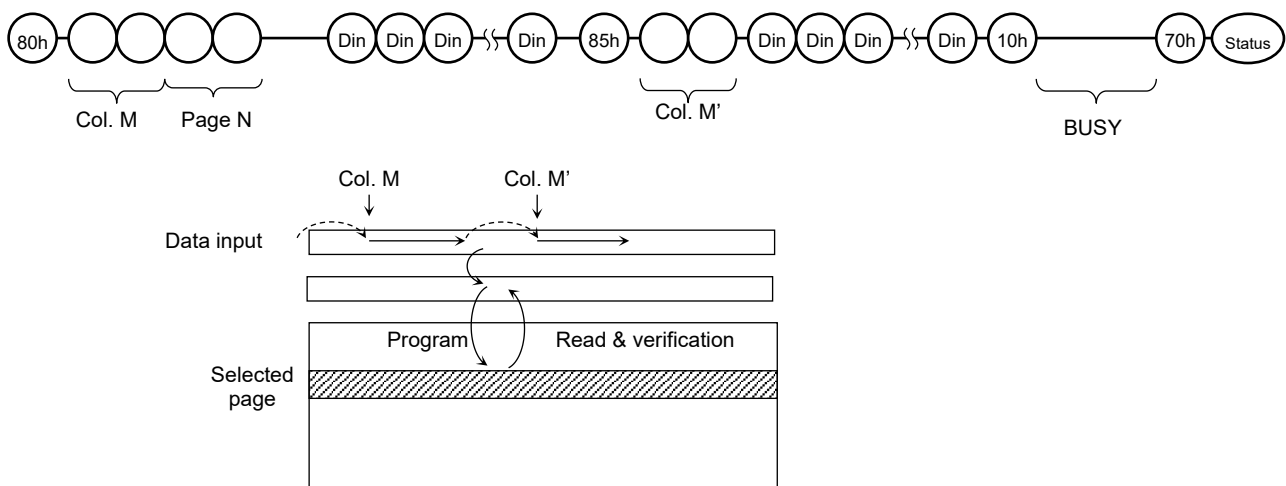 80h Din Din Din Din 85h Din Din Din Din 10h 70h Status
Col. M Page N Col. M’ BUSY
Col. M Col. M’
Data input
Program Read & verification
Selected
page